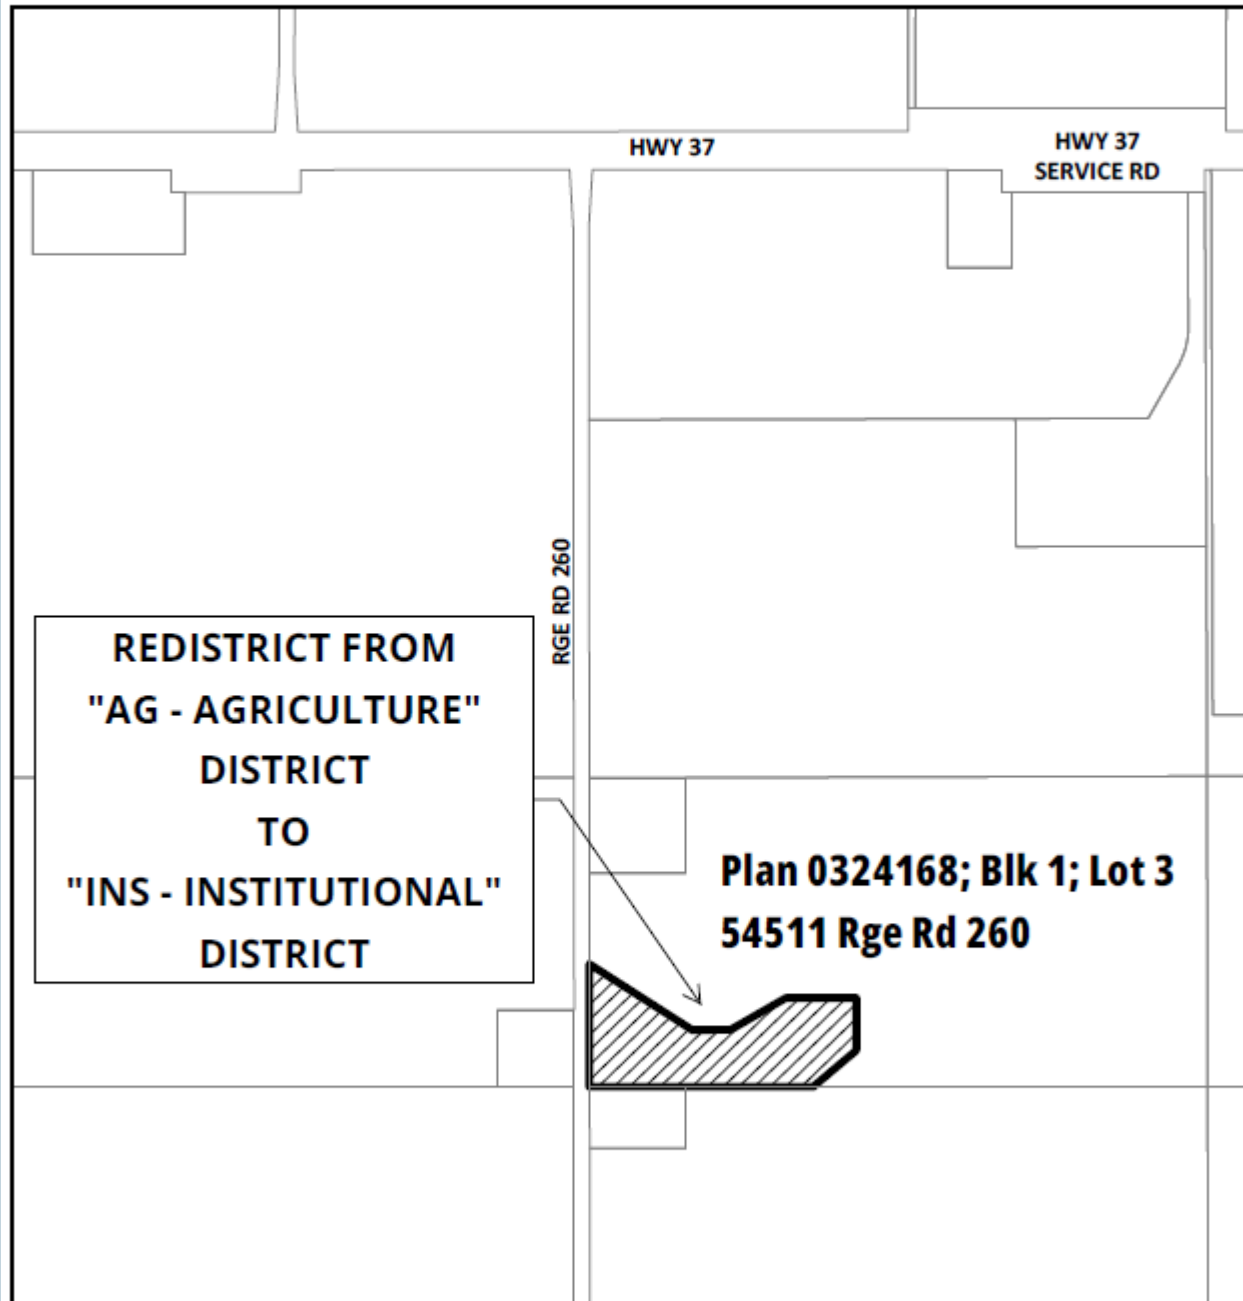 HWY 37
HWY 37
SERVICE RD
RGE RD 260
REDISTRICT FROM
"AG - AGRICULTURE"
DISTRICT
TO
"INS - INSTITUTIONAL"
DISTRICT
Plan 0324168; Blk 1; Lot 3
54511 Rge Rd 260